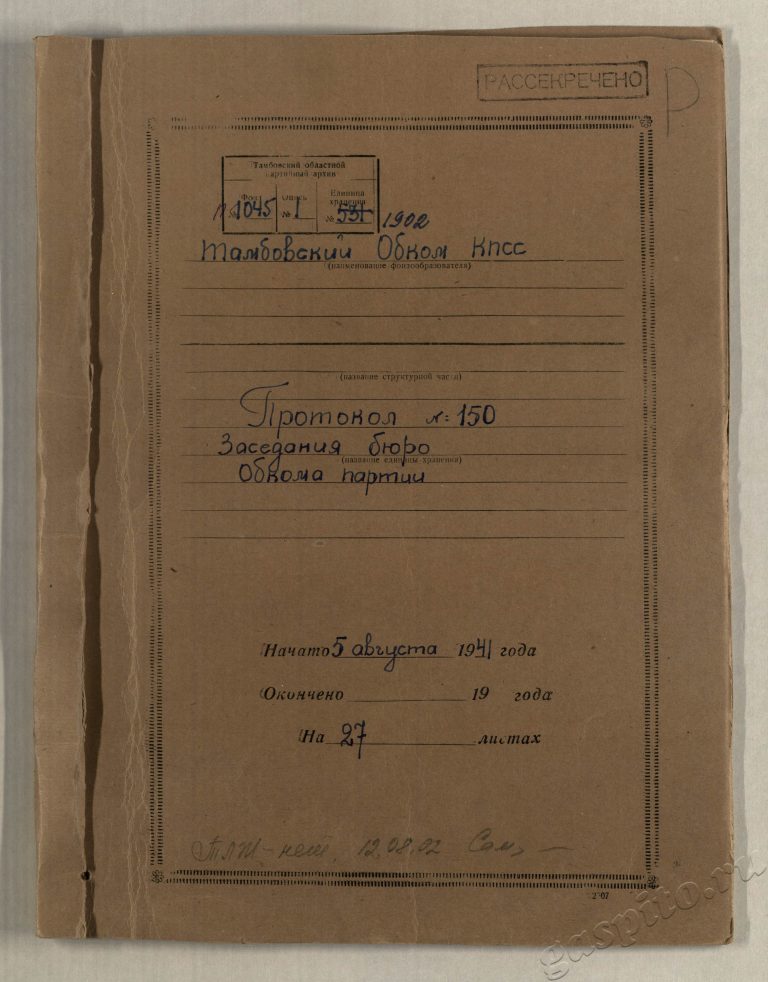 РАССЕКРЕЧЕНО
Р
Тамбовский областной
партийный архив
Фонд Опись Единица
хранения
№ 1045 № 1 № 531
1902
Тамбовский Обком КПСС
(наименование фондообразователя)
(название структурной части)
Протокол №: 150
Заседания бюро
(название единицы хранения)
Обкома партии
Начато 5 августа 1941 года
Окончено 19 года
На 27 листах
12.08.02
gaspito.ru